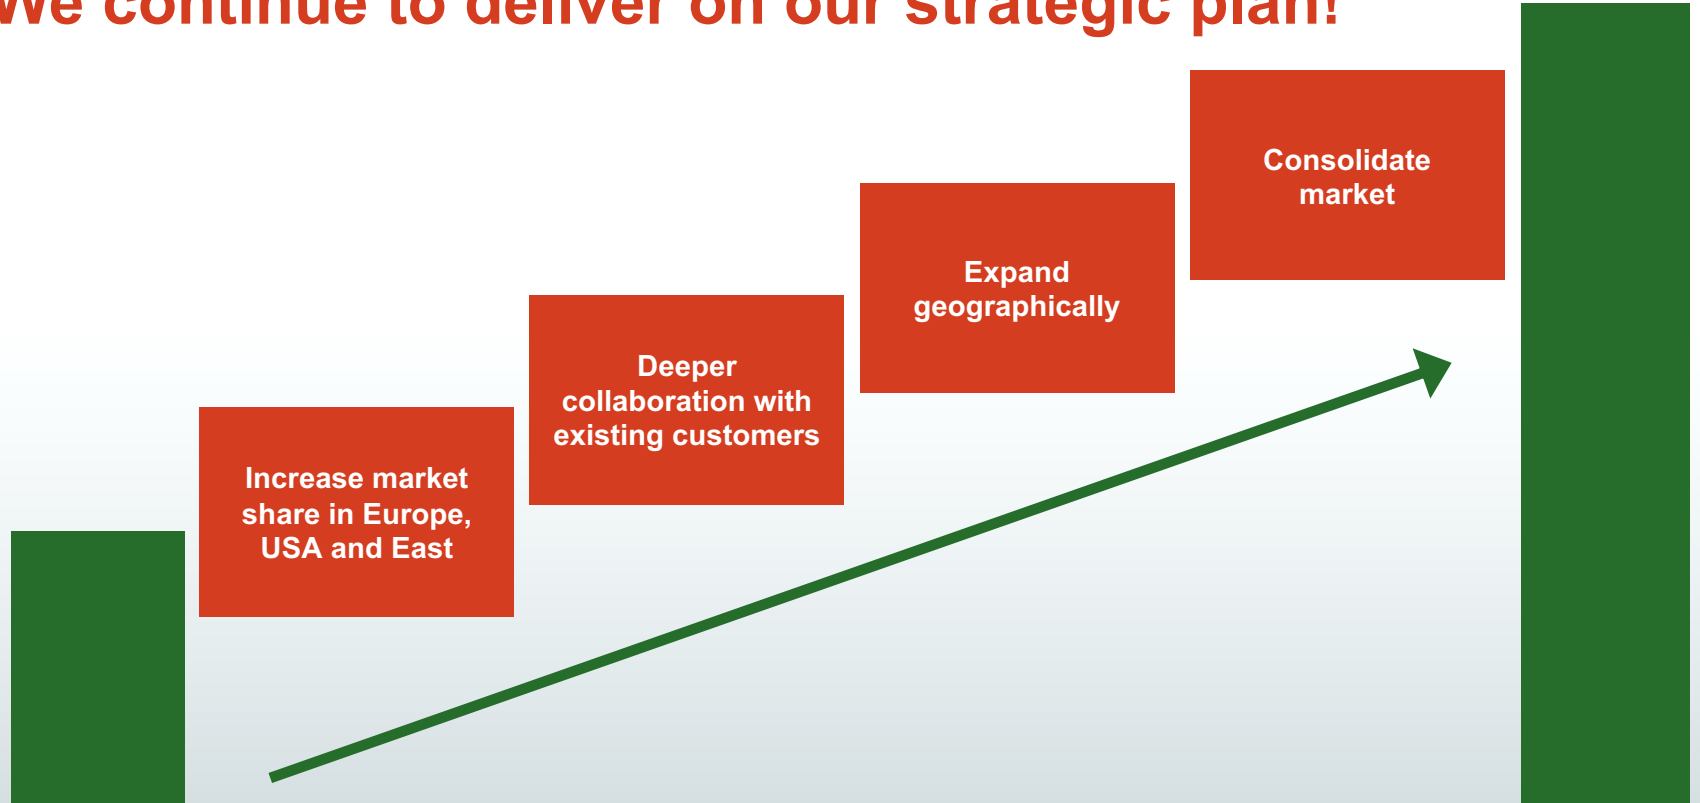 We continue to deliver on our strategic plan!
Consolidate
market
Expand
geographically
Deeper
collaboration with
existing customers
Increase market
share in Europe,
USA and East